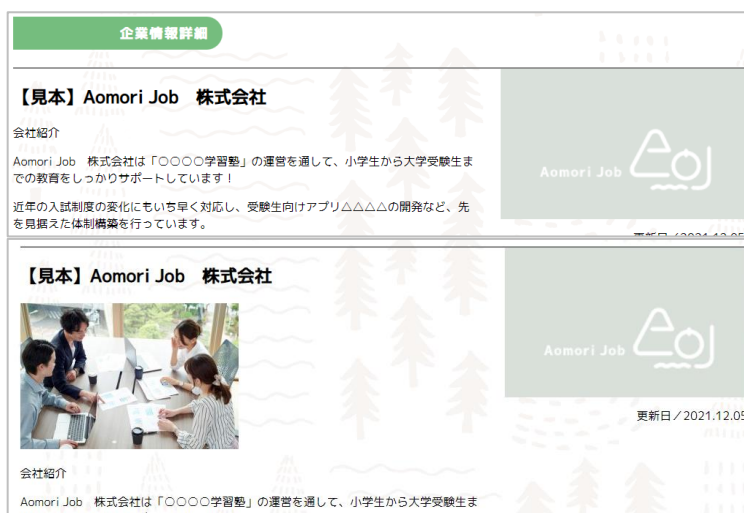 企業情報詳細
【見本】Aomori Job　株式会社
会社紹介
Aomori Job　株式会社は「○○○○学習塾」の運営を通して、小学生から大学受験生ま
での教育をしっかりサポートしています！
近年の入試制度の変化にもいち早く対応し、受験生向けアプリ△△△△の開発など、先
を見据えた体制構築を行っています。
Aomori Job
更新日／2021.12.05
【見本】Aomori Job　株式会社
Aomori Job
更新日／2021.12.05
会社紹介
Aomori Job　株式会社は「○○○○学習塾」の運営を通して、小学生から大学受験生ま